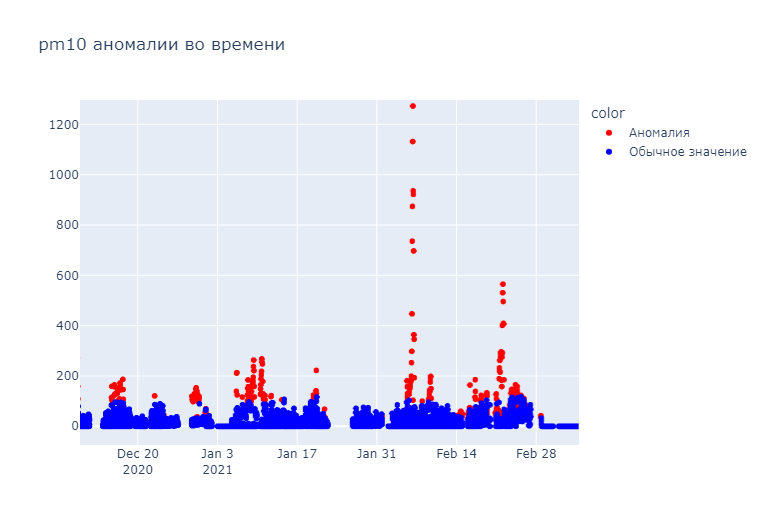 pm10 аномалии во времени
color
Аномалия
Обычное значение
1200
1000
800
600
400
200
0
Dec 20
2020
Jan 3
2021
Jan 17
Jan 31
Feb 14
Feb 28